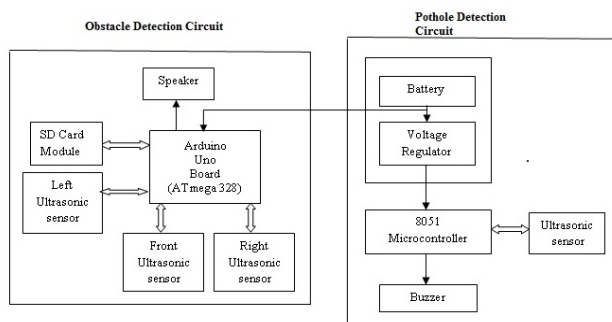 Obstacle Detection Circuit
Speaker
SD Card
Module
Arduino
Uno
Board
(ATmega 328)
Left
Ultrasonic
sensor
Front
Ultrasonic
sensor
Right
Ultrasonic
sensor
Pothole Detection
Circuit
Battery
Voltage
Regulator
8051
Microcontroller
Ultrasonic
sensor
Buzzer